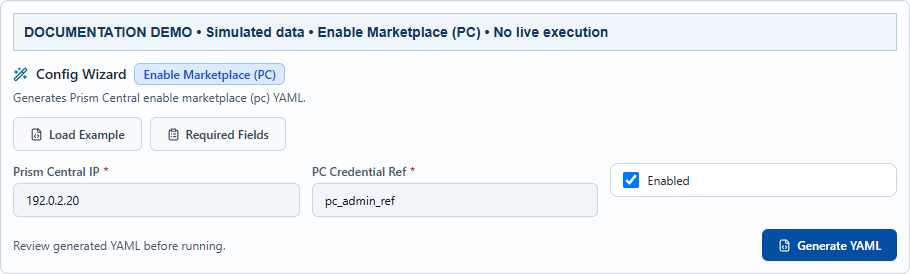 DOCUMENTATION DEMO • Simulated data • Enable Marketplace (PC) • No live execution
Config Wizard Enable Marketplace (PC)
Generates Prism Central enable marketplace (pc) YAML.
Load Example Required Fields
Prism Central IP * PC Credential Ref *
192.0.2.20 pc_admin_ref Enabled
Review generated YAML before running. Generate YAML